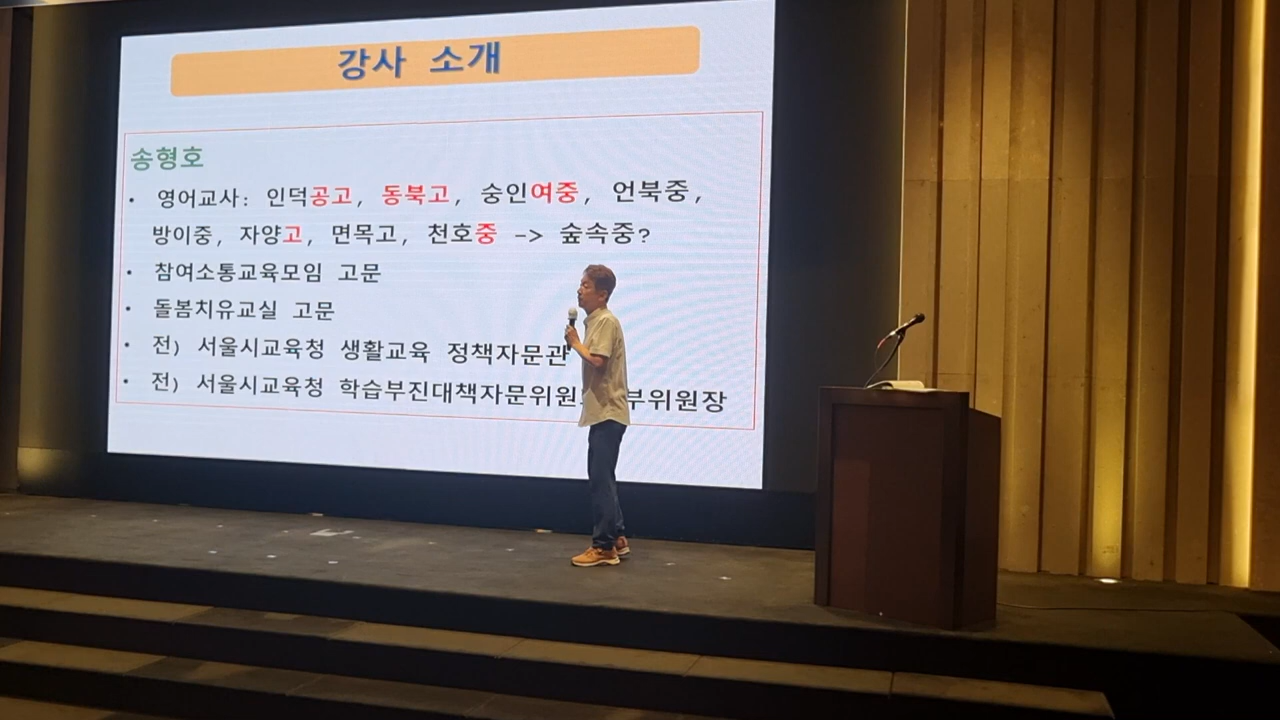 강사 소개
송형호
• 영어교사: 인덕공고, 동북고, 숭인여중, 언북중,
방이중, 자양고, 면목고, 천호중 -> 숲속중?
• 참여소통교육모임 고문
• 돌봄치유교실 고문
• 전) 서울시교육청 생활교육 정책자문관
• 전) 서울시교육청 학습부진대책자문위원 부위원장